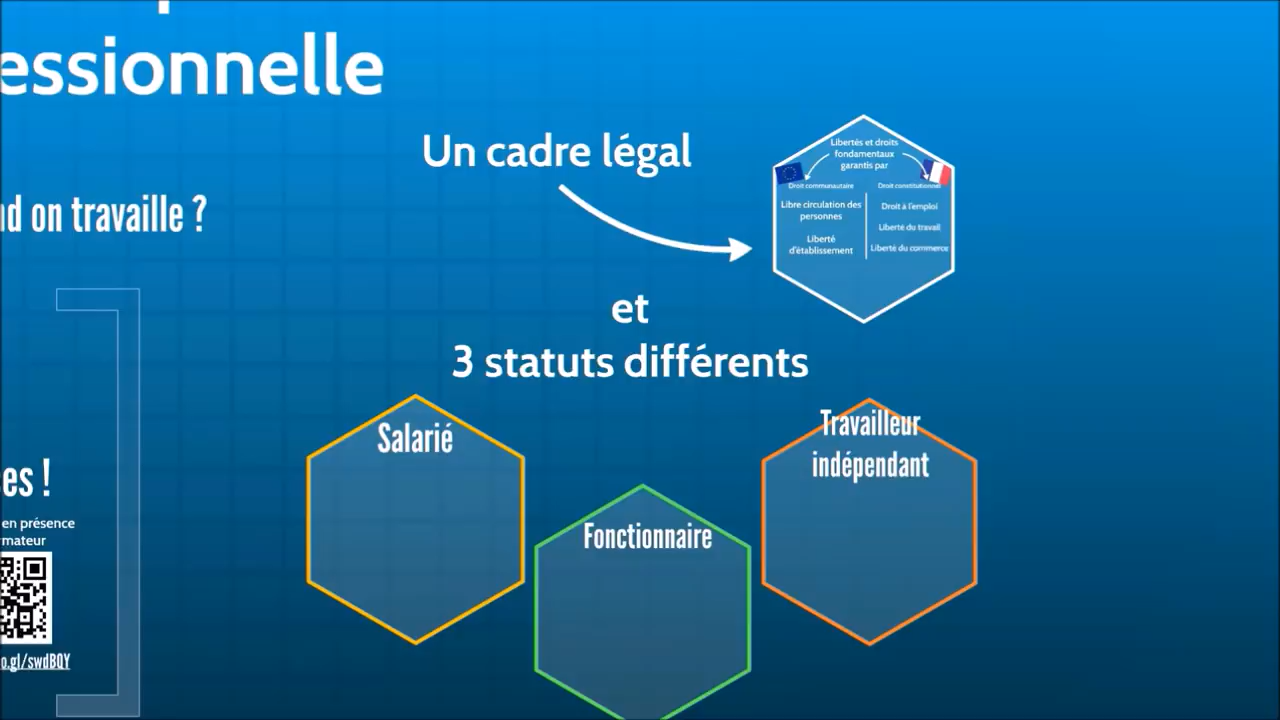 essionnelle
nd on travaille ?
es !
en présence
mateur
o.gl/swdBQY
Un cadre légal
Libertés et droits
fondamentaux
garantis par
Droit communautaire
Libre circulation des
personnes
Liberté
d'établissement
Droit constitutionnel
Droit à l'emploi
Liberté du travail
Liberté du commerce
et
3 statuts différents
Salarié
Fonctionnaire
Travailleur
indépendant